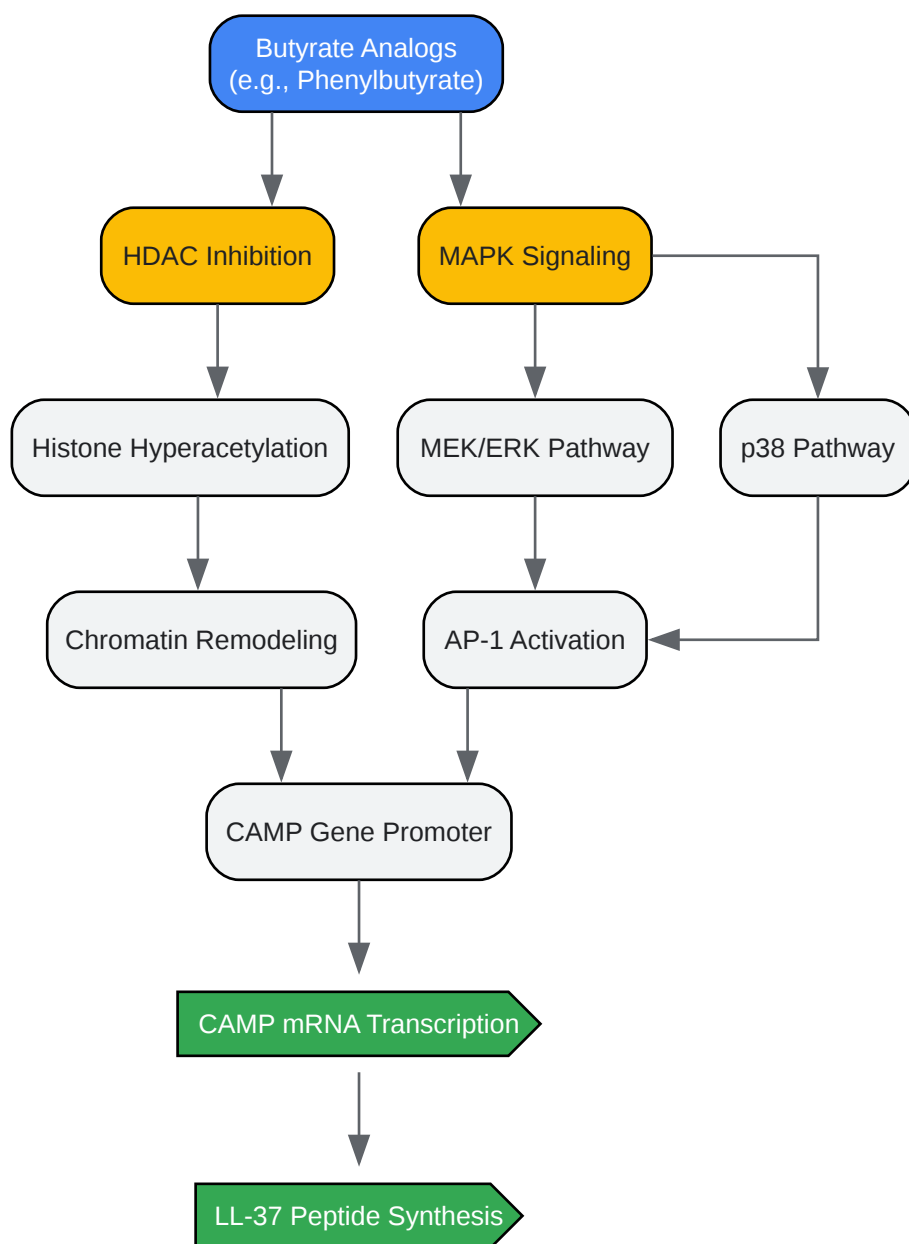 Butyrate Analogs
(e.g., Phenylbutyrate)
HDAC Inhibition
MAPK Signaling
Histone Hyperacetylation
MEK/ERK Pathway
p38 Pathway
Chromatin Remodeling
AP-1 Activation
CAMP Gene Promoter
CAMP mRNA Transcription
LL-37 Peptide Synthesis